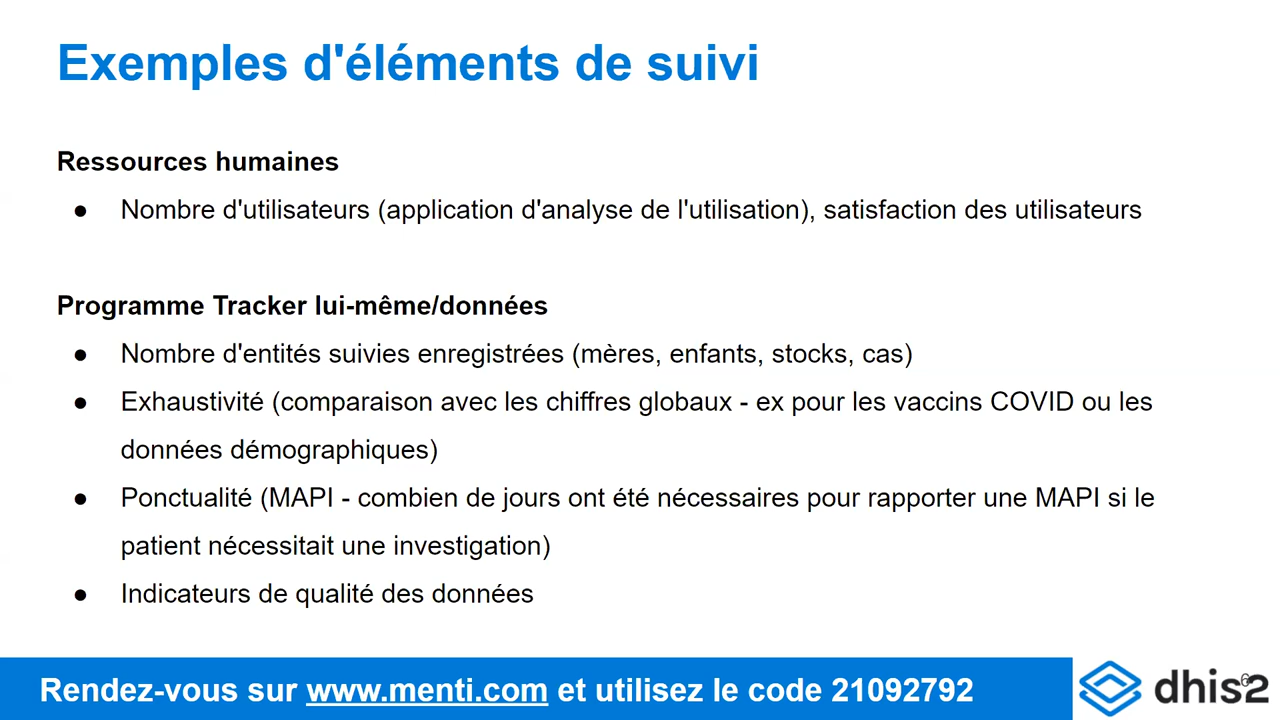 Exemples d'éléments de suivi
Ressources humaines
● Nombre d'utilisateurs (application d'analyse de l'utilisation), satisfaction des utilisateurs
Programme Tracker lui-même/données
● Nombre d'entités suivies enregistrées (mères, enfants, stocks, cas)
● Exhaustivité (comparaison avec les chiffres globaux - ex pour les vaccins COVID ou les
données démographiques)
● Ponctualité (MAPI - combien de jours ont été nécessaires pour rapporter une MAPI si le
patient nécessitait une investigation)
● Indicateurs de qualité des données
Rendez-vous sur www.menti.com et utilisez le code 21092792
dhis2
6